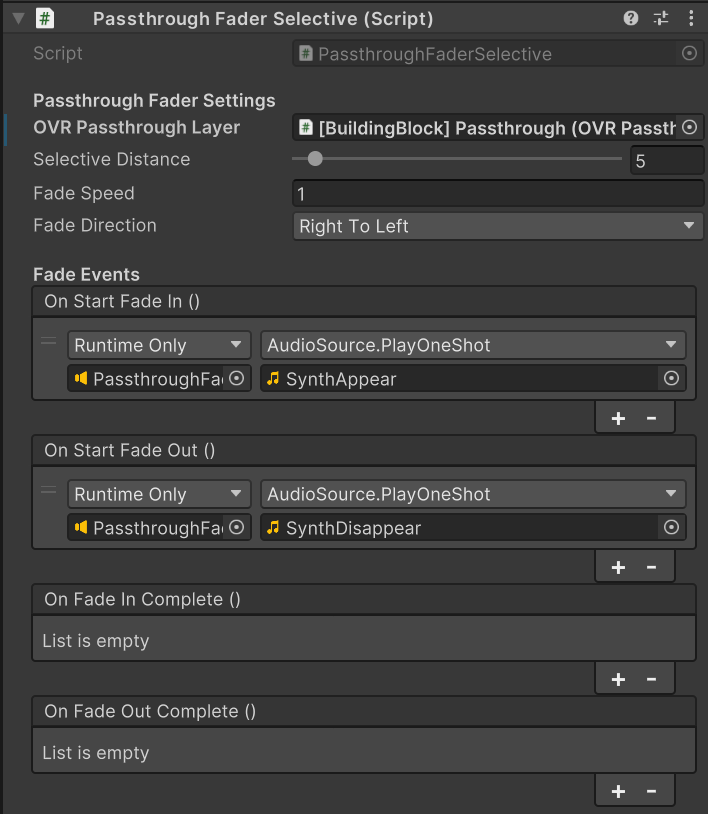 Passthrough Fader Selective (Script)
Script PassthroughFaderSelective
Passthrough Fader Settings
OVR Passthrough Layer [BuildingBlock] Passthrough (OVR Passth
Selective Distance 5
Fade Speed 1
Fade Direction Right To Left
Fade Events
On Start Fade In ()
Runtime Only AudioSource.PlayOneShot
PassthroughFa SynthAppear
+ -
On Start Fade Out ()
Runtime Only AudioSource.PlayOneShot
PassthroughFa SynthDisappear
+ -
On Fade In Complete ()
List is empty
+ -
On Fade Out Complete ()
List is empty
+ -